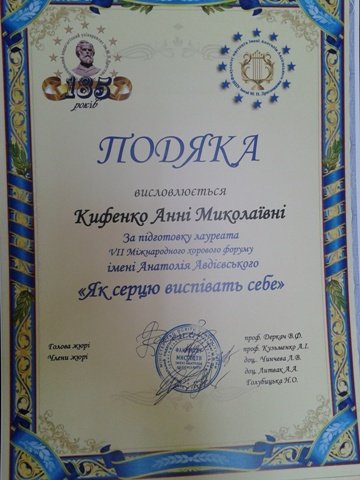 185
років
ПОДЯКА
висловлюється
Кифенко Анні Миколаївні
За підготовку лауреата
VII Міжнародного хорового форуму
імені Анатолія Авдієвського
«Як серцю виспівать себе»
Голова журі
Члени журі
проф. Деркач В.Ф.
проф. Кузьменко А.І.
доц. Чинчева Л.В.
доц. Литвак А.А.
Голубицька Н.О.